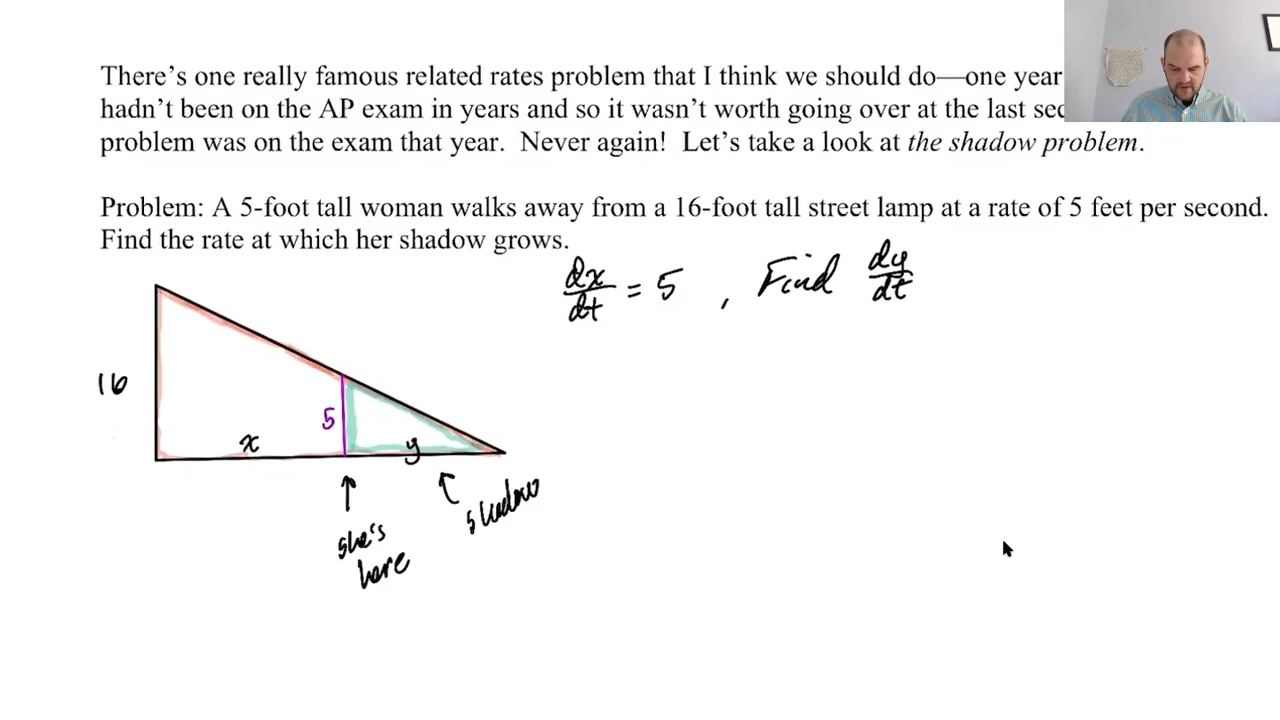 There's one really famous related rates problem that I think we should do—one year
hadn't been on the AP exam in years and so it wasn't worth going over at the last sec
problem was on the exam that year. Never again! Let's take a look at the shadow problem.
Problem: A 5-foot tall woman walks away from a 16-foot tall street lamp at a rate of 5 feet per second.
Find the rate at which her shadow grows.
dx/dt = 5 , Find dy/dt
16
5
x
y
she's
here
shadow